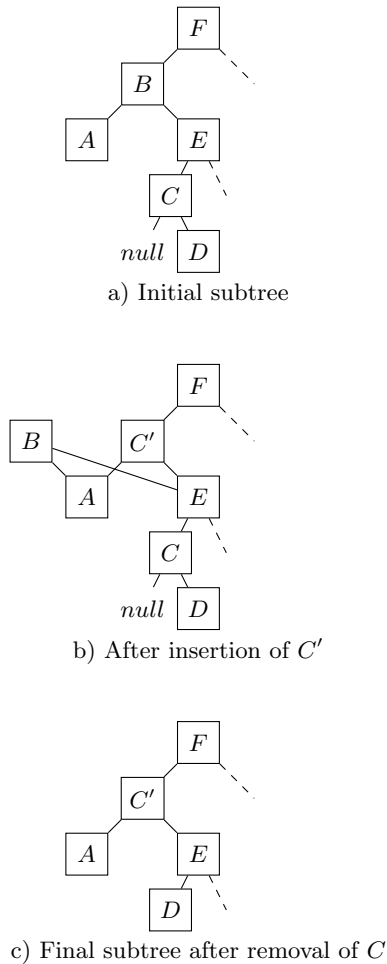 F
B
A E
C
null D
a) Initial subtree
F
B C′
A E
C
null D
b) After insertion of C′
F
C′
A E
D
c) Final subtree after removal of C